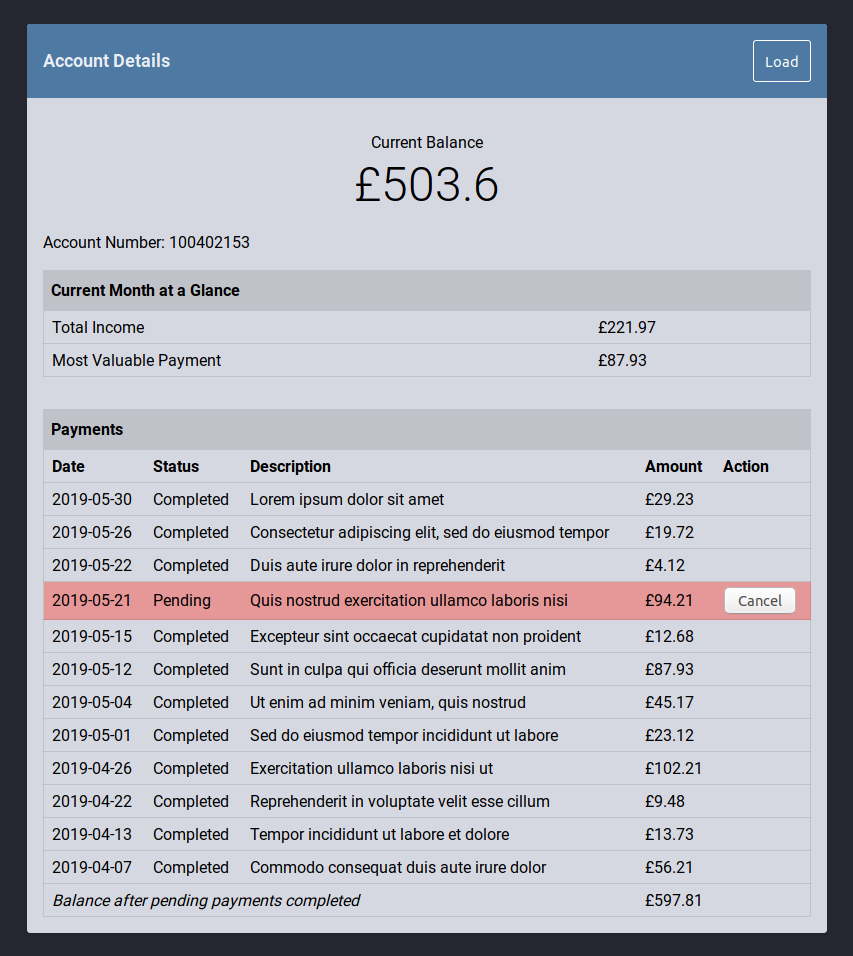 Account Details
Load
Current Balance
£503.6
Account Number: 100402153
Current Month at a Glance
Total Income £221.97
Most Valuable Payment £87.93
Payments
Date Status Description Amount Action
2019-05-30 Completed Lorem ipsum dolor sit amet £29.23
2019-05-26 Completed Consectetur adipiscing elit, sed do eiusmod tempor £19.72
2019-05-22 Completed Duis aute irure dolor in reprehenderit £4.12
2019-05-21 Pending Quis nostrud exercitation ullamco laboris nisi £94.21 Cancel
2019-05-15 Completed Excepteur sint occaecat cupidatat non proident £12.68
2019-05-12 Completed Sunt in culpa qui officia deserunt mollit anim £87.93
2019-05-04 Completed Ut enim ad minim veniam, quis nostrud £45.17
2019-05-01 Completed Sed do eiusmod tempor incididunt ut labore £23.12
2019-04-26 Completed Exercitation ullamco laboris nisi ut £102.21
2019-04-22 Completed Reprehenderit in voluptate velit esse cillum £9.48
2019-04-13 Completed Tempor incididunt ut labore et dolore £13.73
2019-04-07 Completed Commodo consequat duis aute irure dolor £56.21
Balance after pending payments completed £597.81